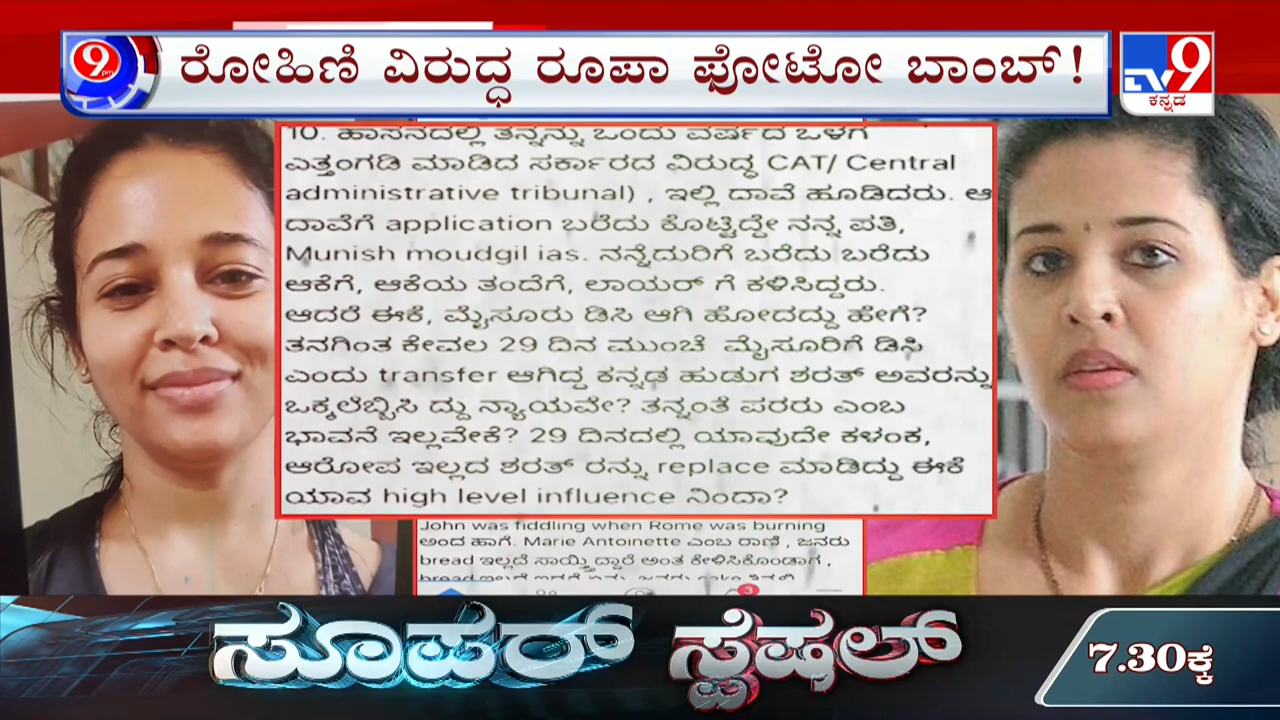 9
pm
ರೋಹಿಣಿ ವಿರುದ್ಧ ರೂಪಾ ಫೋಟೋ ಬಾಂಬ್!
TV9
ಕನ್ನಡ
10. ಹಾಸನದಲ್ಲಿ ತನ್ನನ್ನು ಒಂದು ವರ್ಷದ ಒಳಗೆ
ಎತ್ತಂಗಡಿ ಮಾಡಿದ ಸರ್ಕಾರದ ವಿರುದ್ಧ CAT/ Central
administrative tribunal) , ಇಲ್ಲಿ ದಾವೆ ಹೂಡಿದರು. ಆ
ದಾವೆಗೆ application ಬರೆದು ಕೊಟ್ಟಿದ್ದೇ ನನ್ನ ಪತಿ,
Munish moudgil ias. ನನ್ನೆದುರಿಗೆ ಬರೆದು ಬರೆದು
ಆಕೆಗೆ, ಆಕೆಯ ತಂದೆಗೆ, ಲಾಯರ್ ಗೆ ಕಳಿಸಿದ್ದರು.
ಆದರೆ ಈಕೆ, ಮೈಸೂರು ಡಿಸಿ ಆಗಿ ಹೋದದ್ದು ಹೇಗೆ?
ತನಗಿಂತ ಕೇವಲ 29 ದಿನ ಮುಂಚೆ ಮೈಸೂರಿಗೆ ಡಿಸಿ
ಎಂದು transfer ಆಗಿದ್ದ ಕನ್ನಡ ಹುಡುಗ ಶರತ್ ಅವರನ್ನು
ಒಕ್ಕಲೆಬ್ಬಿಸಿ ದ್ದು ನ್ಯಾಯವೇ? ತನ್ನಂತೆ ಪರರು ಎಂಬ
ಭಾವನೆ ಇಲ್ಲವೇಕೆ? 29 ದಿನದಲ್ಲಿ ಯಾವುದೇ ಕಳಂಕ,
ಆರೋಪ ಇಲ್ಲದ ಶರತ್ ರನ್ನು replace ಮಾಡಿದ್ದು ಈಕೆ
ಯಾವ high level influence ನಿಂದಾ?
John was fiddling when Rome was burning
ಅಂದ ಹಾಗೆ. Marie Antoinette ಎಂಬ ರಾಣಿ , ಜನರು
bread ಇಲ್ಲದೆ ಸಾಯ್ತಿದ್ದಾರೆ ಅಂತ ಕೇಳಿಸಿಕೊಂಡಾಗ ,
3
ಸೂಪರ್ ಸ್ಪೆಷಲ್
7.30ಕ್ಕೆ